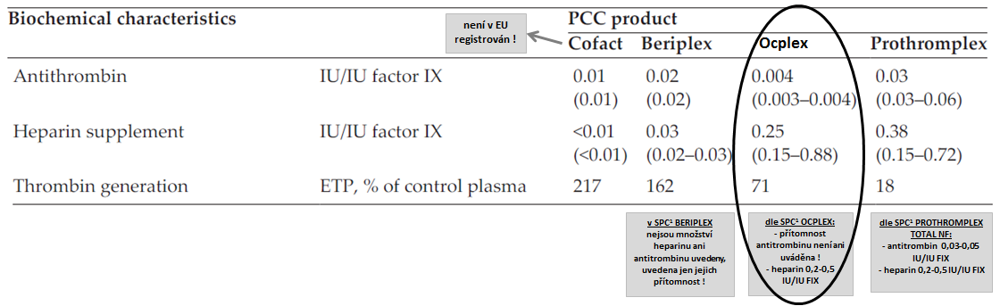 Biochemical characteristics PCC product
není v EU
registrován !
Cofact Beriplex Ocplex Prothromplex
Antithrombin IU/IU factor IX 0.01 0.02 0.004 0.03
(0.01) (0.02) (0.003–0.004) (0.03–0.06)
Heparin supplement IU/IU factor IX <0.01 0.03 0.25 0.38
(<0.01) (0.02–0.03) (0.15–0.88) (0.15–0.72)
Thrombin generation ETP, % of control plasma 217 162 71 18
v SPC¹ BERIPLEX
nejsou množství
heparinu ani
antitrombinu uvedeny,
uvedena jen jejich
přítomnost !
dle SPC¹ OCPLEX:
- přítomnost
antitrombinu není ani
uváděna !
- heparin 0,2-0,5
IU/IU FIX
dle SPC¹ PROTHROMPLEX
TOTAL NF:
- antitrombin 0,03-0,05
IU/IU FIX
- heparin 0,2-0,5 IU/IU FIX